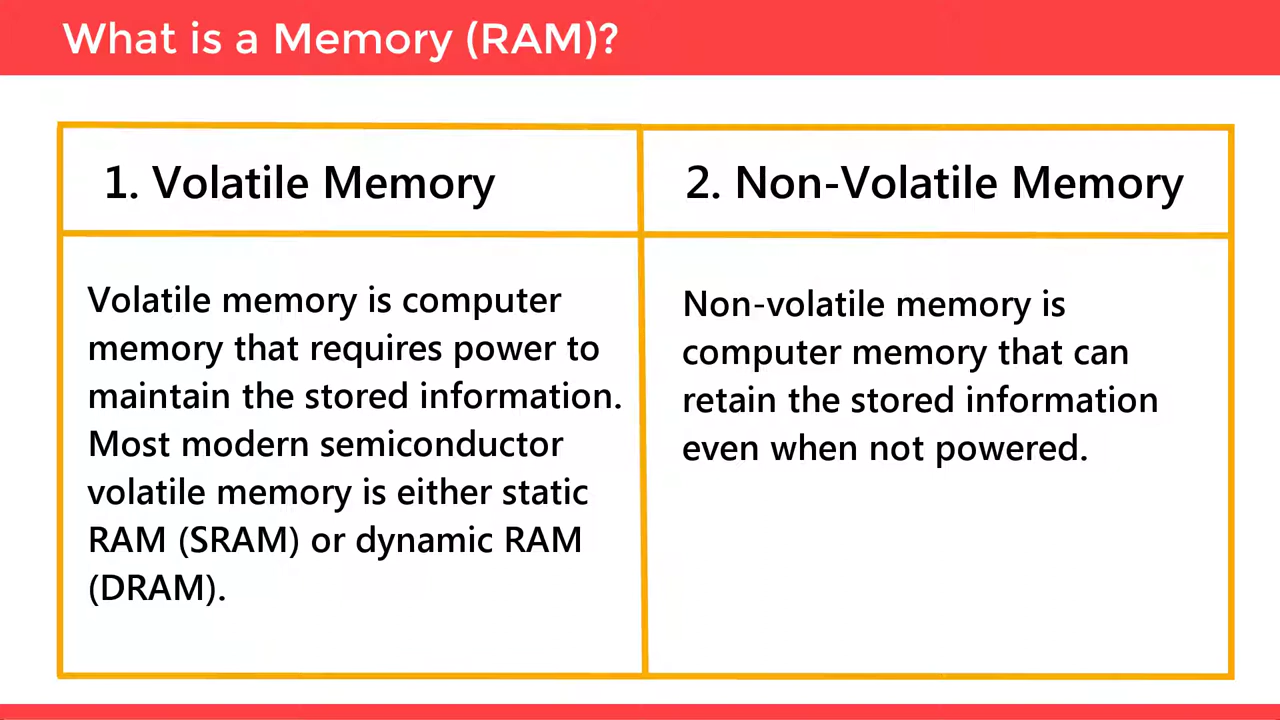 What is a Memory (RAM)?
1. Volatile Memory
2. Non-Volatile Memory
Volatile memory is computer
memory that requires power to
maintain the stored information.
Most modern semiconductor
volatile memory is either static
RAM (SRAM) or dynamic RAM
(DRAM).
Non-volatile memory is
computer memory that can
retain the stored information
even when not powered.